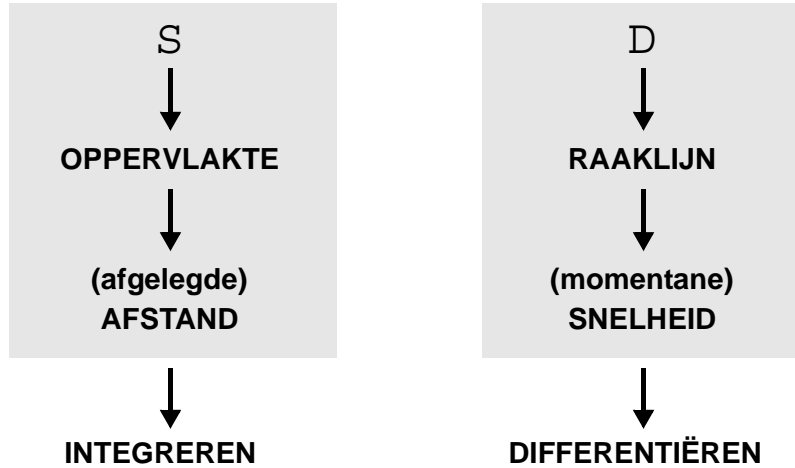 S
OPPERVLAKTE
(afgelegde)
AFSTAND
INTEGREREN
D
RAAKLIJN
(momentane)
SNELHEID
DIFFERENTIËREN